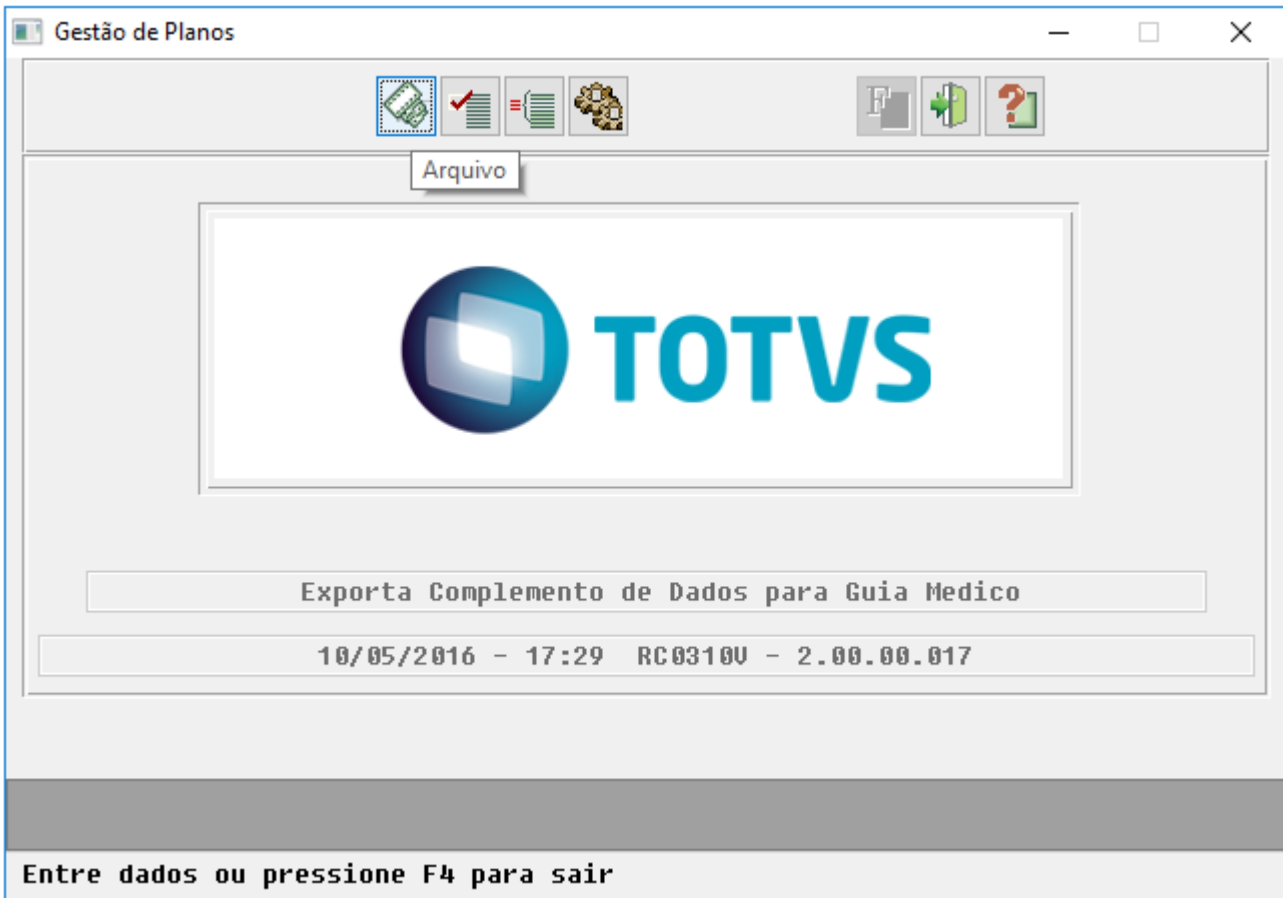 Gestão de Planos
Arquivo
TOTVS
Exporta Complemento de Dados para Guia Medico
10/05/2016 - 17:29 RC0310V - 2.00.00.017
Entre dados ou pressione F4 para sair